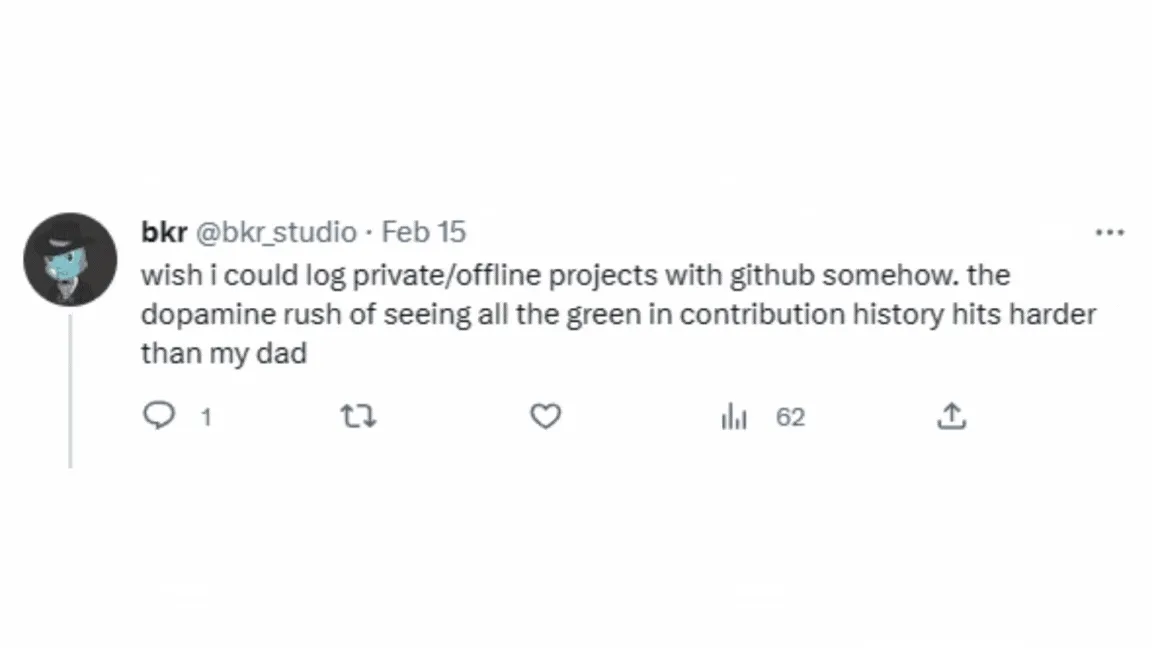 bkr @bkr_studio · Feb 15
wish i could log private/offline projects with github somehow. the
dopamine rush of seeing all the green in contribution history hits harder
than my dad
1 62